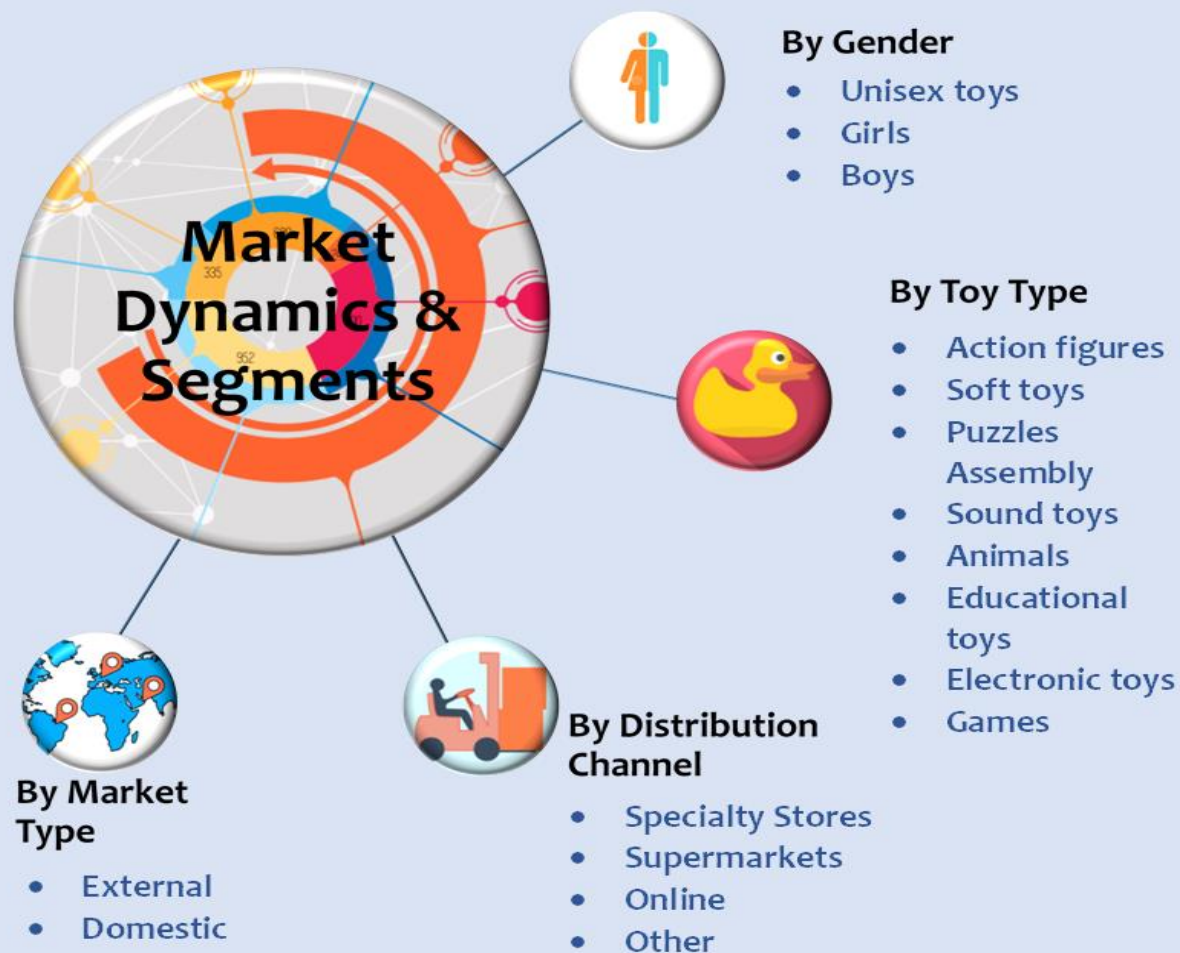 Market
Dynamics &
Segments
335
952
By Gender
• Unisex toys
• Girls
• Boys
By Toy Type
• Action figures
• Soft toys
• Puzzles
Assembly
• Sound toys
• Animals
• Educational
toys
• Electronic toys
• Games
By Distribution
Channel
• Specialty Stores
• Supermarkets
• Online
• Other
By Market
Type
• External
• Domestic